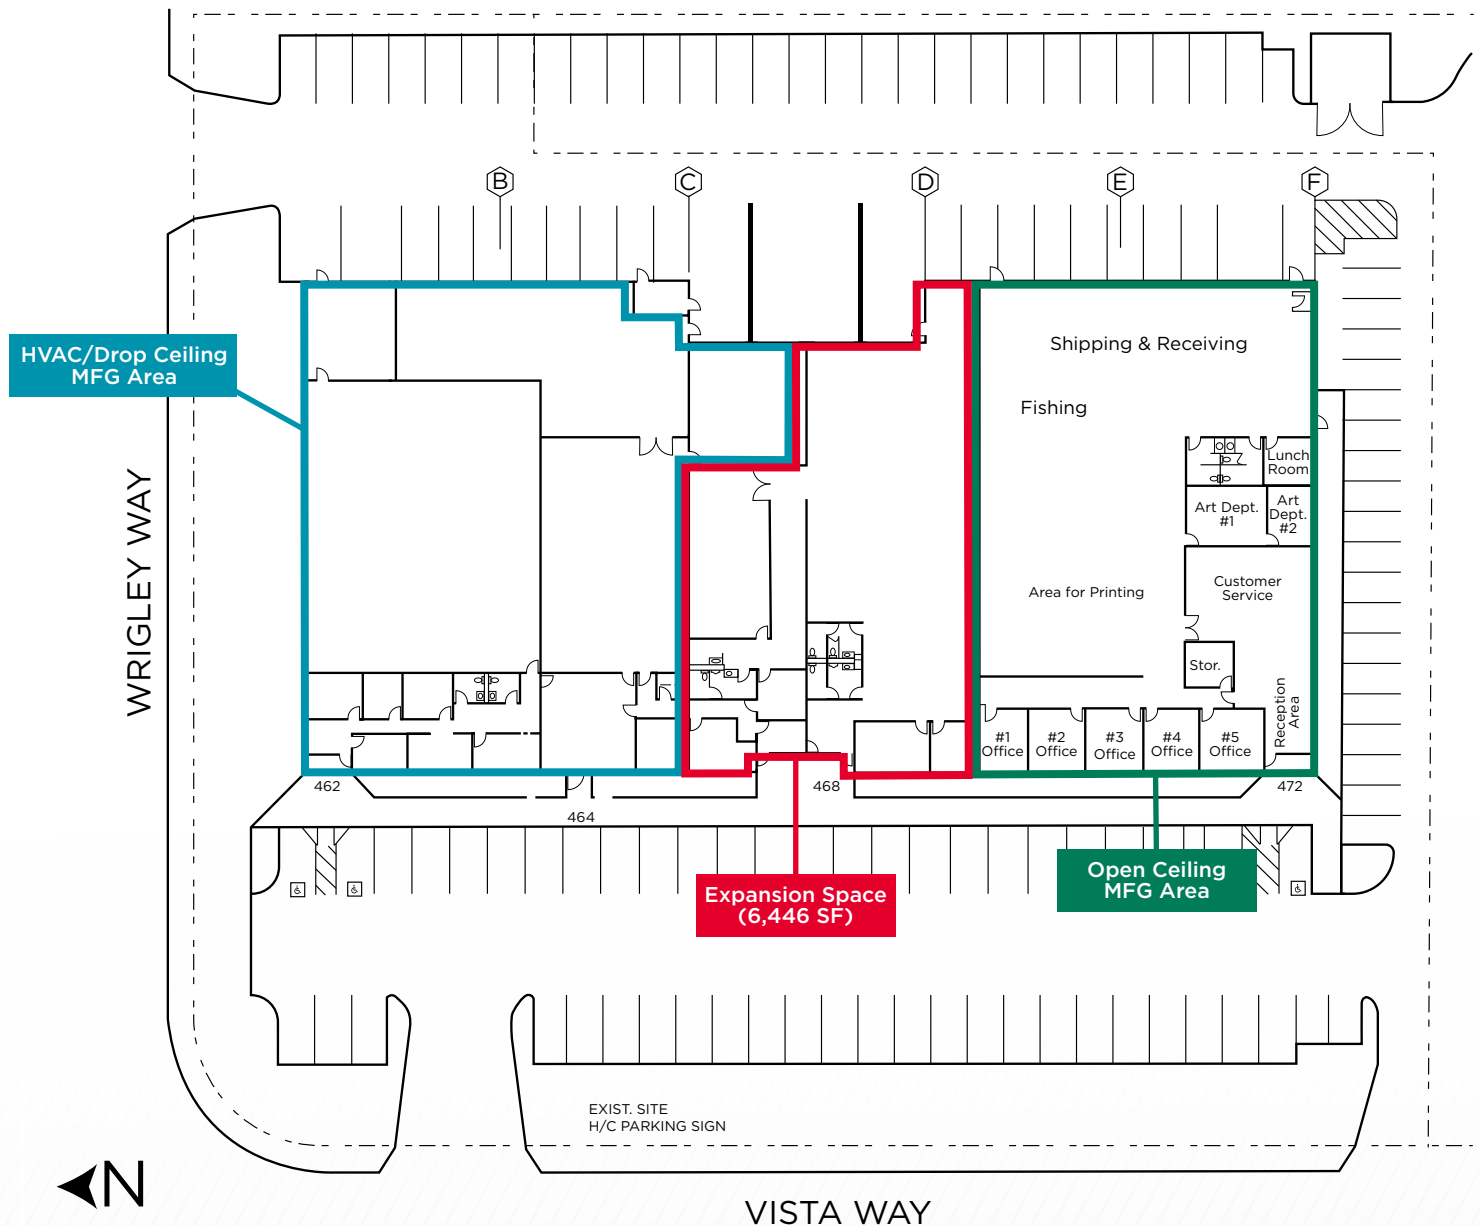 B
C
D
E
F
HVAC/Drop Ceiling
MFG Area
Shipping & Receiving
Fishing
Lunch
Room
Art Dept.
#1
Art
Dept.
#2
Area for Printing
Customer
Service
Stor.
Reception
Area
#1
Office
#2
Office
#3
Office
#4
Office
#5
Office
462
464
468
472
Expansion Space
(6,446 SF)
Open Ceiling
MFG Area
WRIGLEY WAY
EXIST. SITE
H/C PARKING SIGN
N
VISTA WAY